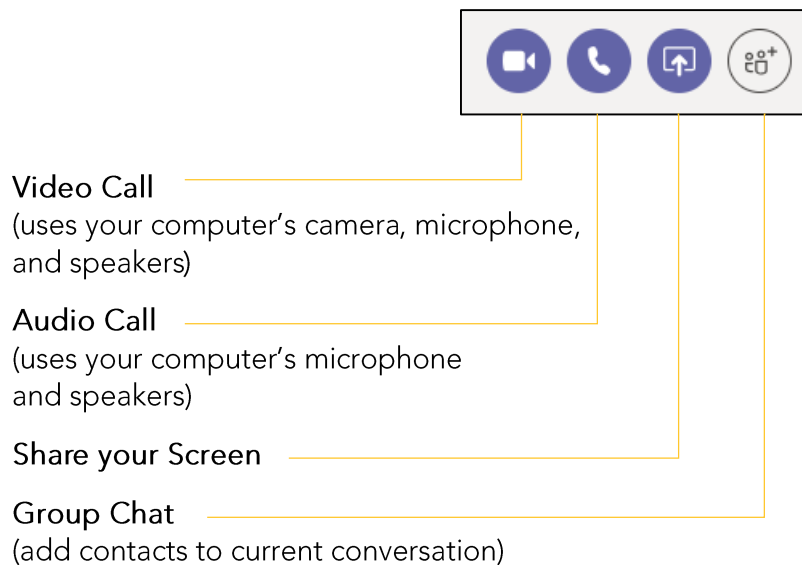 Video Call
(uses your computer’s camera, microphone,
and speakers)
Audio Call
(uses your computer’s microphone
and speakers)
Share your Screen
Group Chat
(add contacts to current conversation)